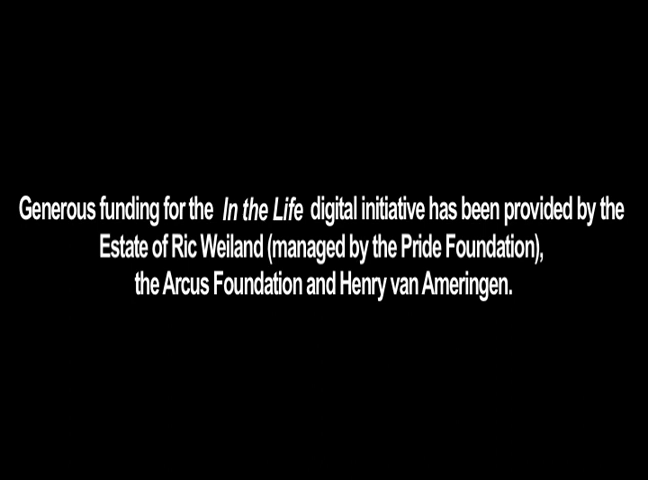 Generous funding for the In the Life digital initiative has been provided by the
Estate of Ric Weiland (managed by the Pride Foundation),
the Arcus Foundation and Henry van Ameringen.